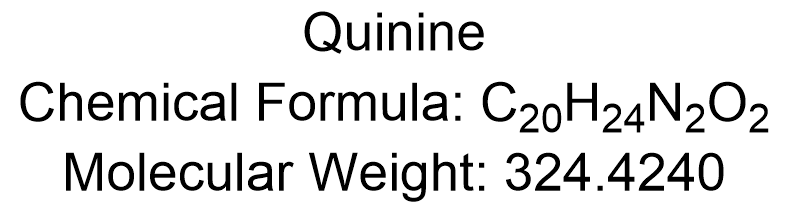 Quinine
Chemical Formula: C₂₀H₂₄N₂O₂
Molecular Weight: 324.4240